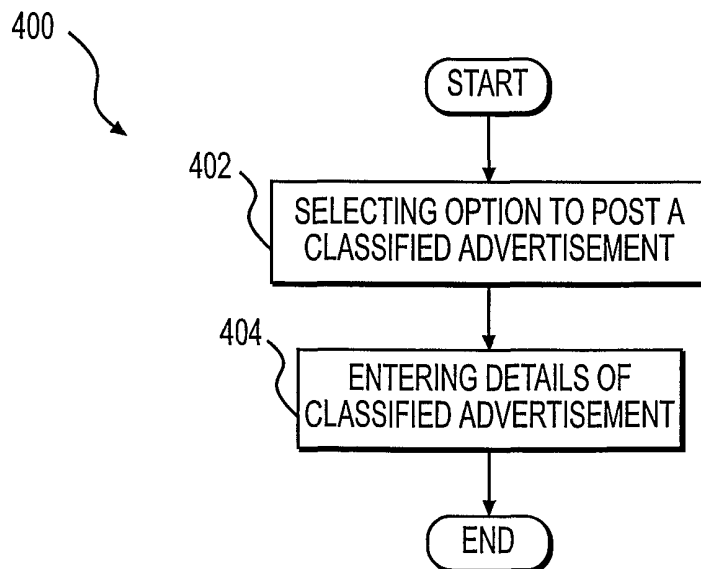 400
START
402
SELECTING OPTION TO POST A
CLASSIFIED ADVERTISEMENT
404
ENTERING DETAILS OF
CLASSIFIED ADVERTISEMENT
END